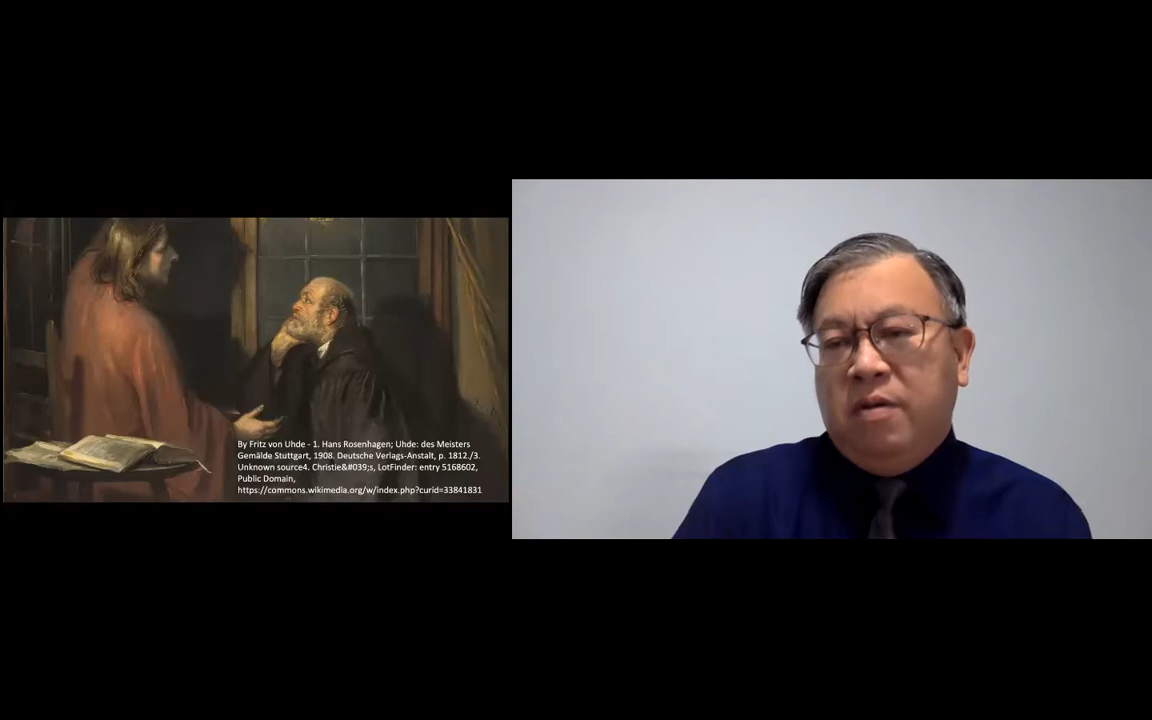 By Fritz von Uhde - 1. Hans Rosenhagen; Uhde: des Meisters
Gemälde Stuttgart, 1908. Deutsche Verlags-Anstalt, p. 1812./3.
Unknown source4. Christie&#039;s, LotFinder: entry 5168602,
Public Domain,
https://commons.wikimedia.org/w/index.php?curid=33841831